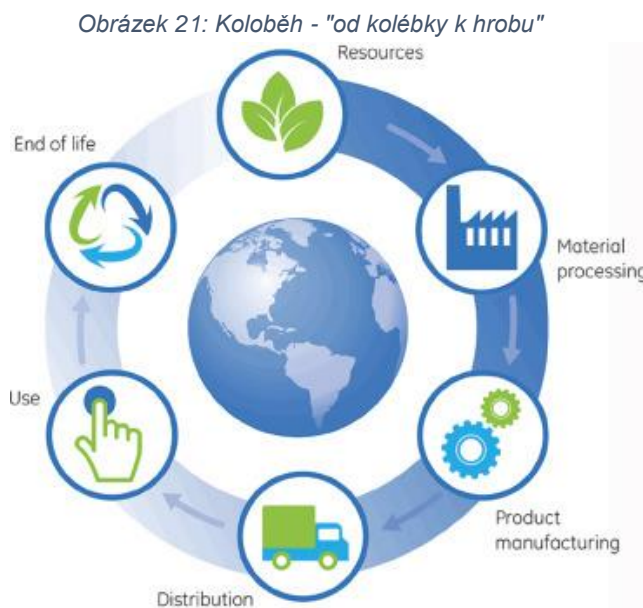 Obrázek 21: Koloběh - "od kolébky k hrobu"
Resources
End of life
Material
processing
Use
Product
manufacturing
Distribution